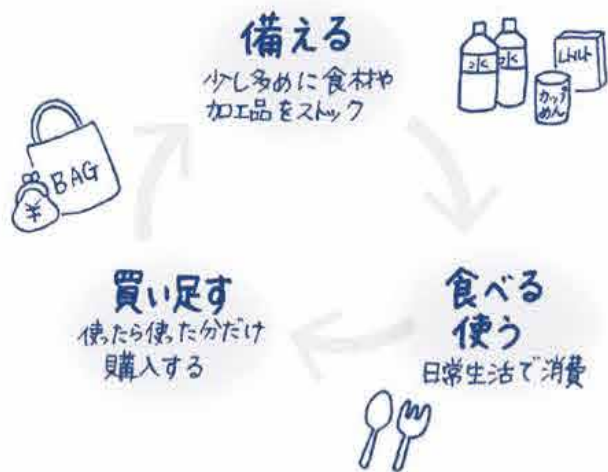 備える
少し多めに食材や
加工品をストック
水
水
レトルト
カップ
めん
BAG
¥
食べる
使う
日常生活で消費
買い足す
使ったら使った分だけ
購入する